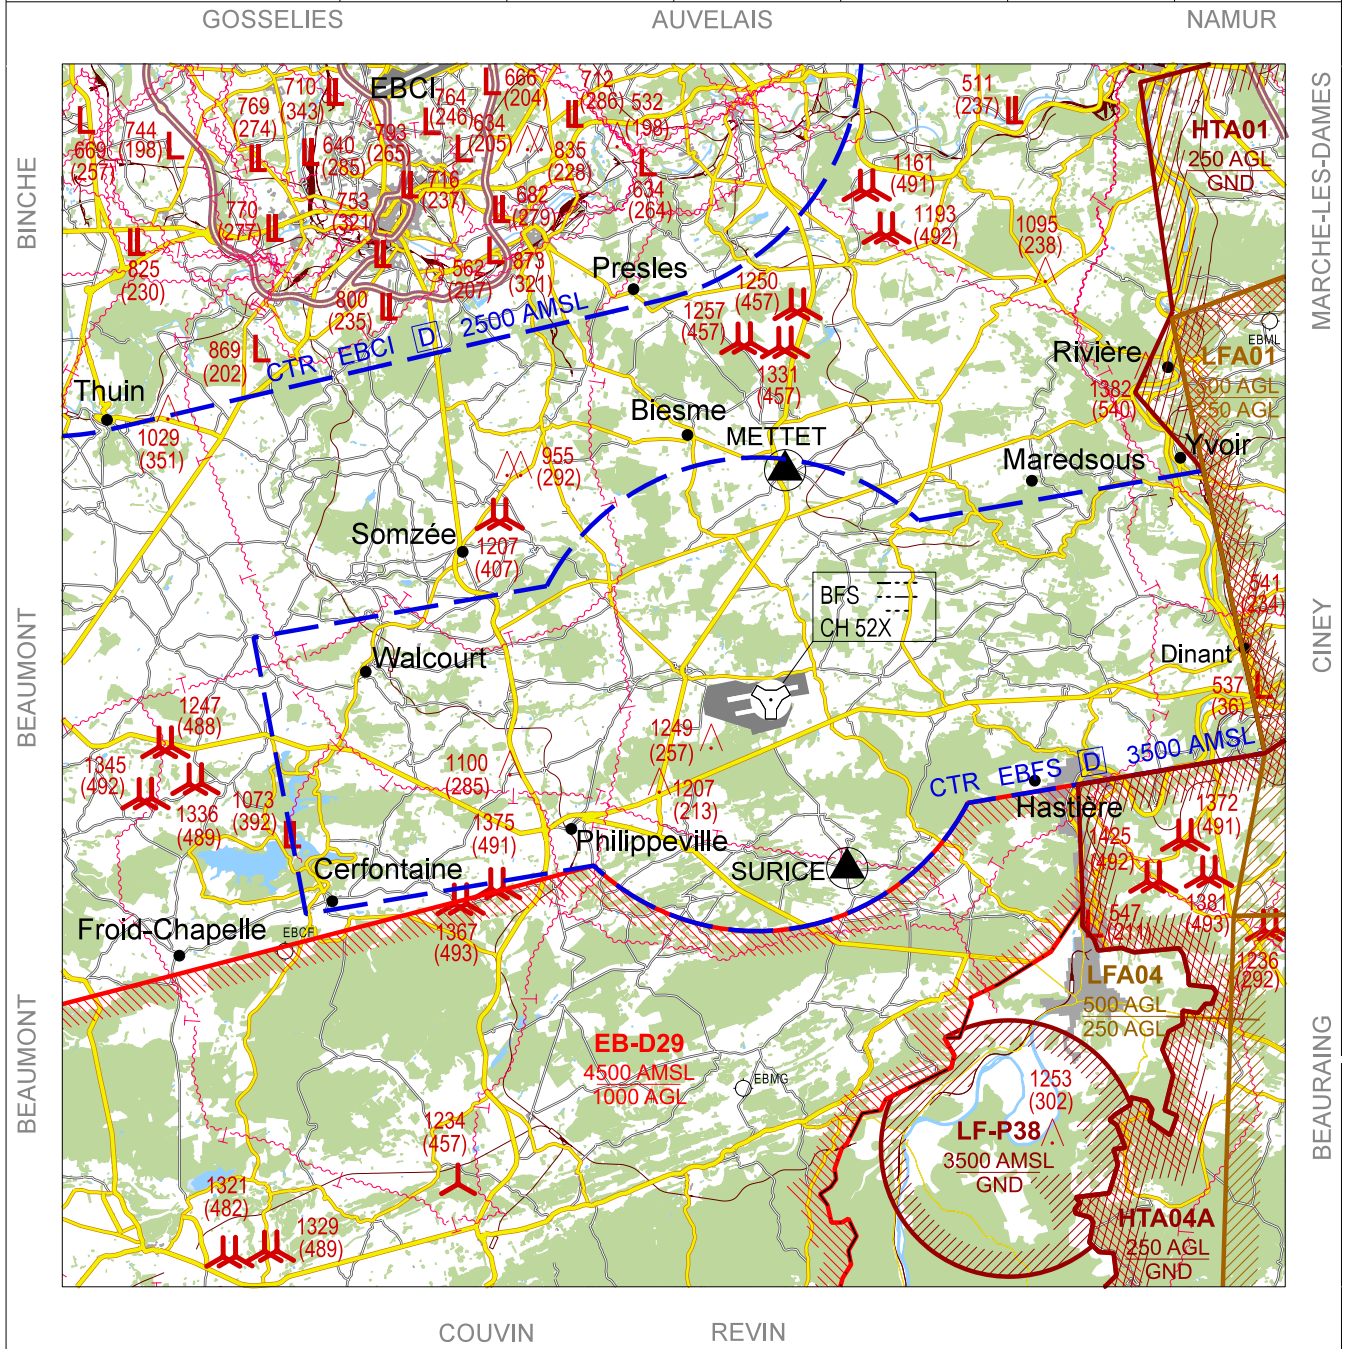 GOSSELIES
AUVELAIS
NAMUR
BINCHE
BEAUMONT
BEAUMONT
MARCHE-LES-DAMES
CINEY
BEAURAING
COUVIN
REVIN
EBCI
710
(343)
769
(274)
744
(198)
669
(257)
640
(285)
793
(265)
764
(246)
666
(204)
634
(205)
712
(286)
532
(198)
835
(228)
634
(264)
716
(237)
682
(279)
753
(321)
770
(277)
825
(230)
562
(207)
873
(321)
800
(235)
869
(202)
511
(237)
1161
(491)
1193
(492)
1095
(238)
HTA01
250 AGL
GND
Presles
1250
(457)
1257
(457)
1331
(457)
CTR EBCI D 2500 AMSL
Thuin
1029
(351)
EBML
LFA01
500 AGL
250 AGL
Rivière
1382
(540)
Yvoir
Biesme
METTET
Maredsous
955
(292)
Somzée
1207
(407)
BFS
CH 52X
541
(234)
Dinant
537
(36)
Walcourt
1247
(488)
1345
(492)
1336
(489)
1073
(392)
1249
(257)
1100
(285)
1207
(213)
1375
(491)
Philippeville
CTR EBFS D 3500 AMSL
Hastière
1372
(491)
1425
(492)
1381
(493)
547
(211)
1236
(292)
SURICE
Cerfontaine
1367
(493)
Froid-Chapelle
EBCF
LFA04
500 AGL
250 AGL
EB-D29
4500 AMSL
1000 AGL
EBMG
1253
(302)
LF-P38
3500 AMSL
GND
1234
(457)
1321
(482)
1329
(489)
HTA04A
250 AGL
GND